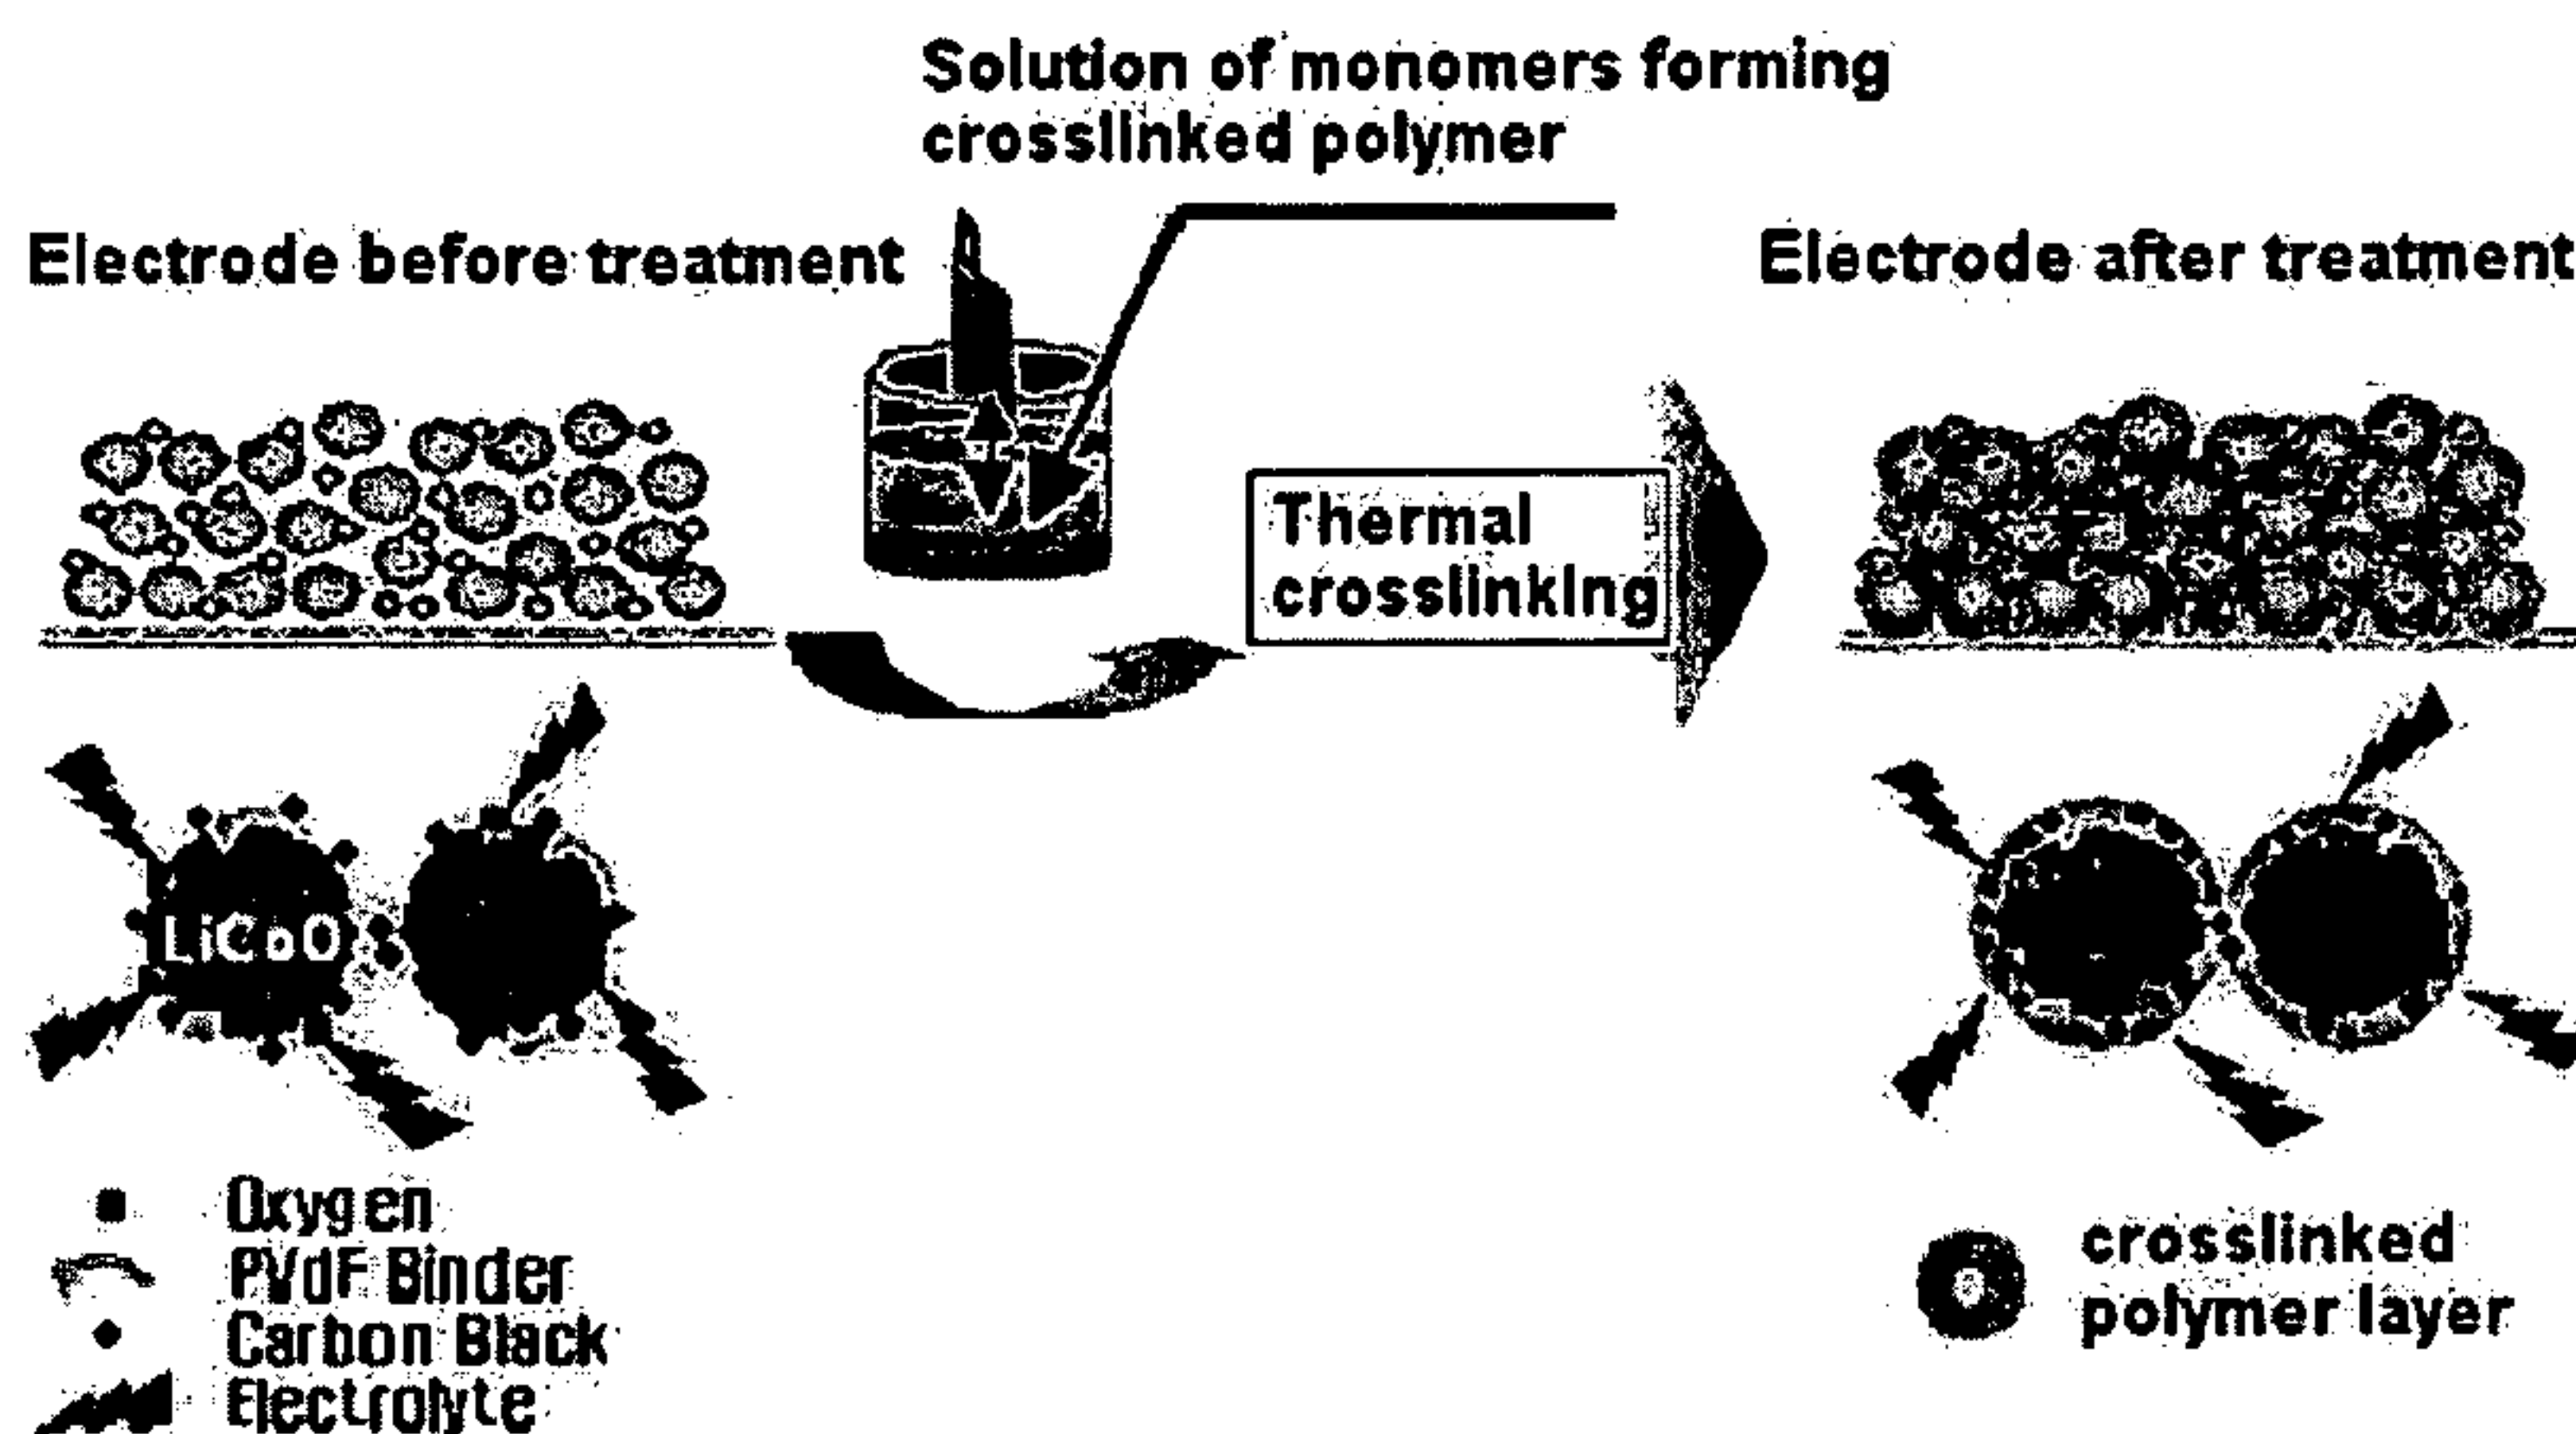 Solution of monomers forming
crosslinked polymer
Electrode before treatment
Electrode after treatment
Thermal
crosslinking
LiCoO
Oxygen
PVdF Binder
Carbon Black
Electrolyte
crosslinked
polymer layer